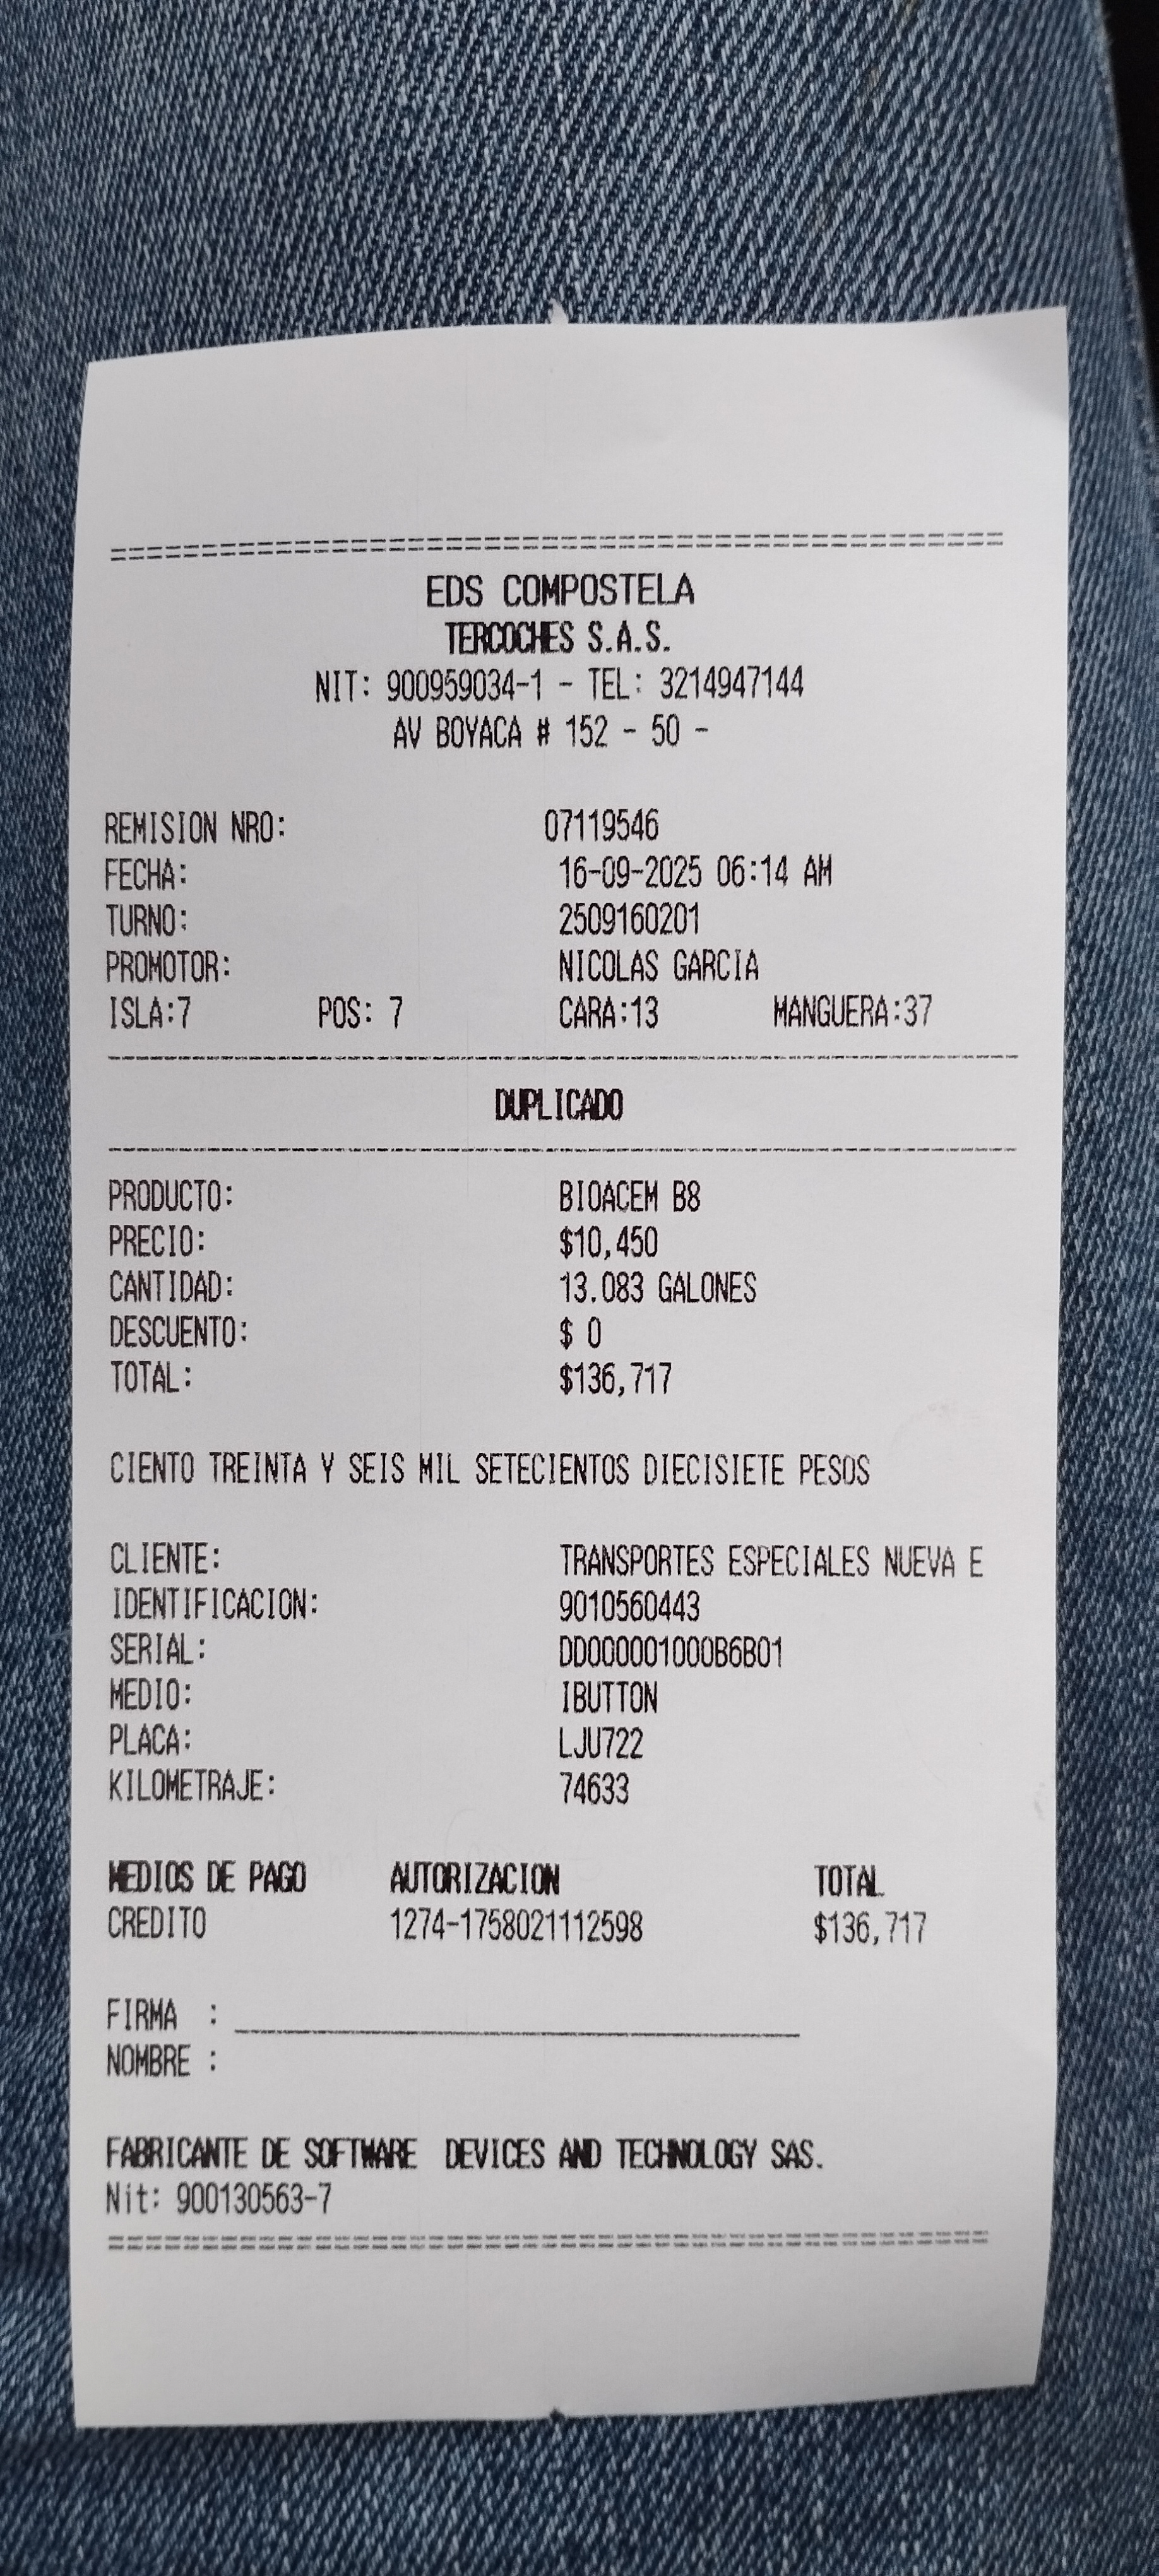 EDS COMPOSTELA
TERCOCHES S.A.S.
NIT: 900959034-1 - TEL: 3214947144
AV BOYACA # 152 - 50 -
REMISION NRO: 07119546
FECHA: 16-09-2025 06:14 AM
TURNO: 2509160201
PROMOTOR: NICOLAS GARCIA
ISLA:7 POS: 7 CARA:13 MANGUERA:37
DUPLICADO
PRODUCTO: BIOACEM B8
PRECIO: $10,450
CANTIDAD: 13.083 GALONES
DESCUENTO: $ 0
TOTAL: $136,717
CIENTO TREINTA Y SEIS MIL SETECIENTOS DIECISIETE PESOS
CLIENTE: TRANSPORTES ESPECIALES NUEVA E
IDENTIFICACION: 9010560443
SERIAL: DD000001000B6B01
MEDIO: IBUTTON
PLACA: LJU722
KILOMETRAJE: 74633
MEDIOS DE PAGO AUTORIZACION TOTAL
CREDITO 1274-1758021112598 $136,717
FIRMA :
NOMBRE :
FABRICANTE DE SOFTWARE DEVICES AND TECHNOLOGY SAS.
Nit: 900130563-7